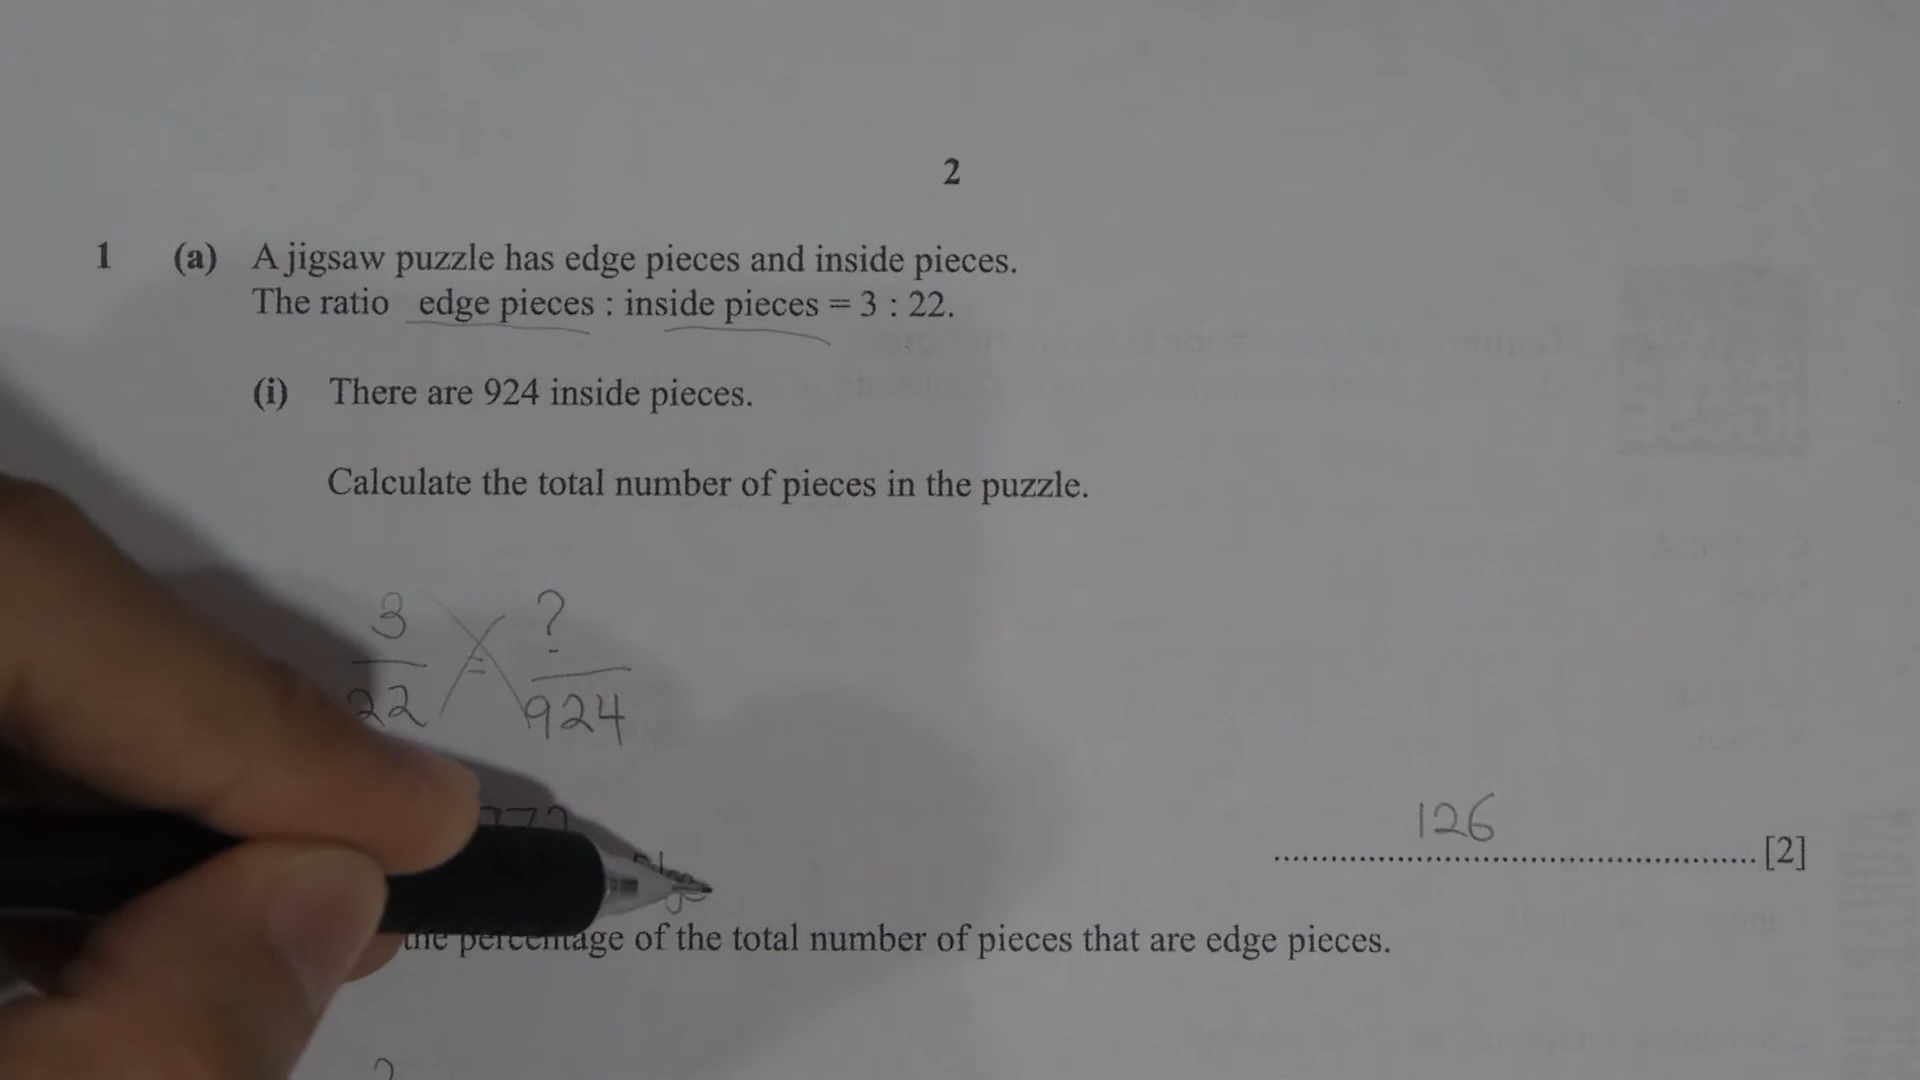 2
1 (a) A jigsaw puzzle has edge pieces and inside pieces.
The ratio edge pieces : inside pieces = 3 : 22.
(i) There are 924 inside pieces.
Calculate the total number of pieces in the puzzle.
3 ?
=
22 924
126
[2]
the percentage of the total number of pieces that are edge pieces.